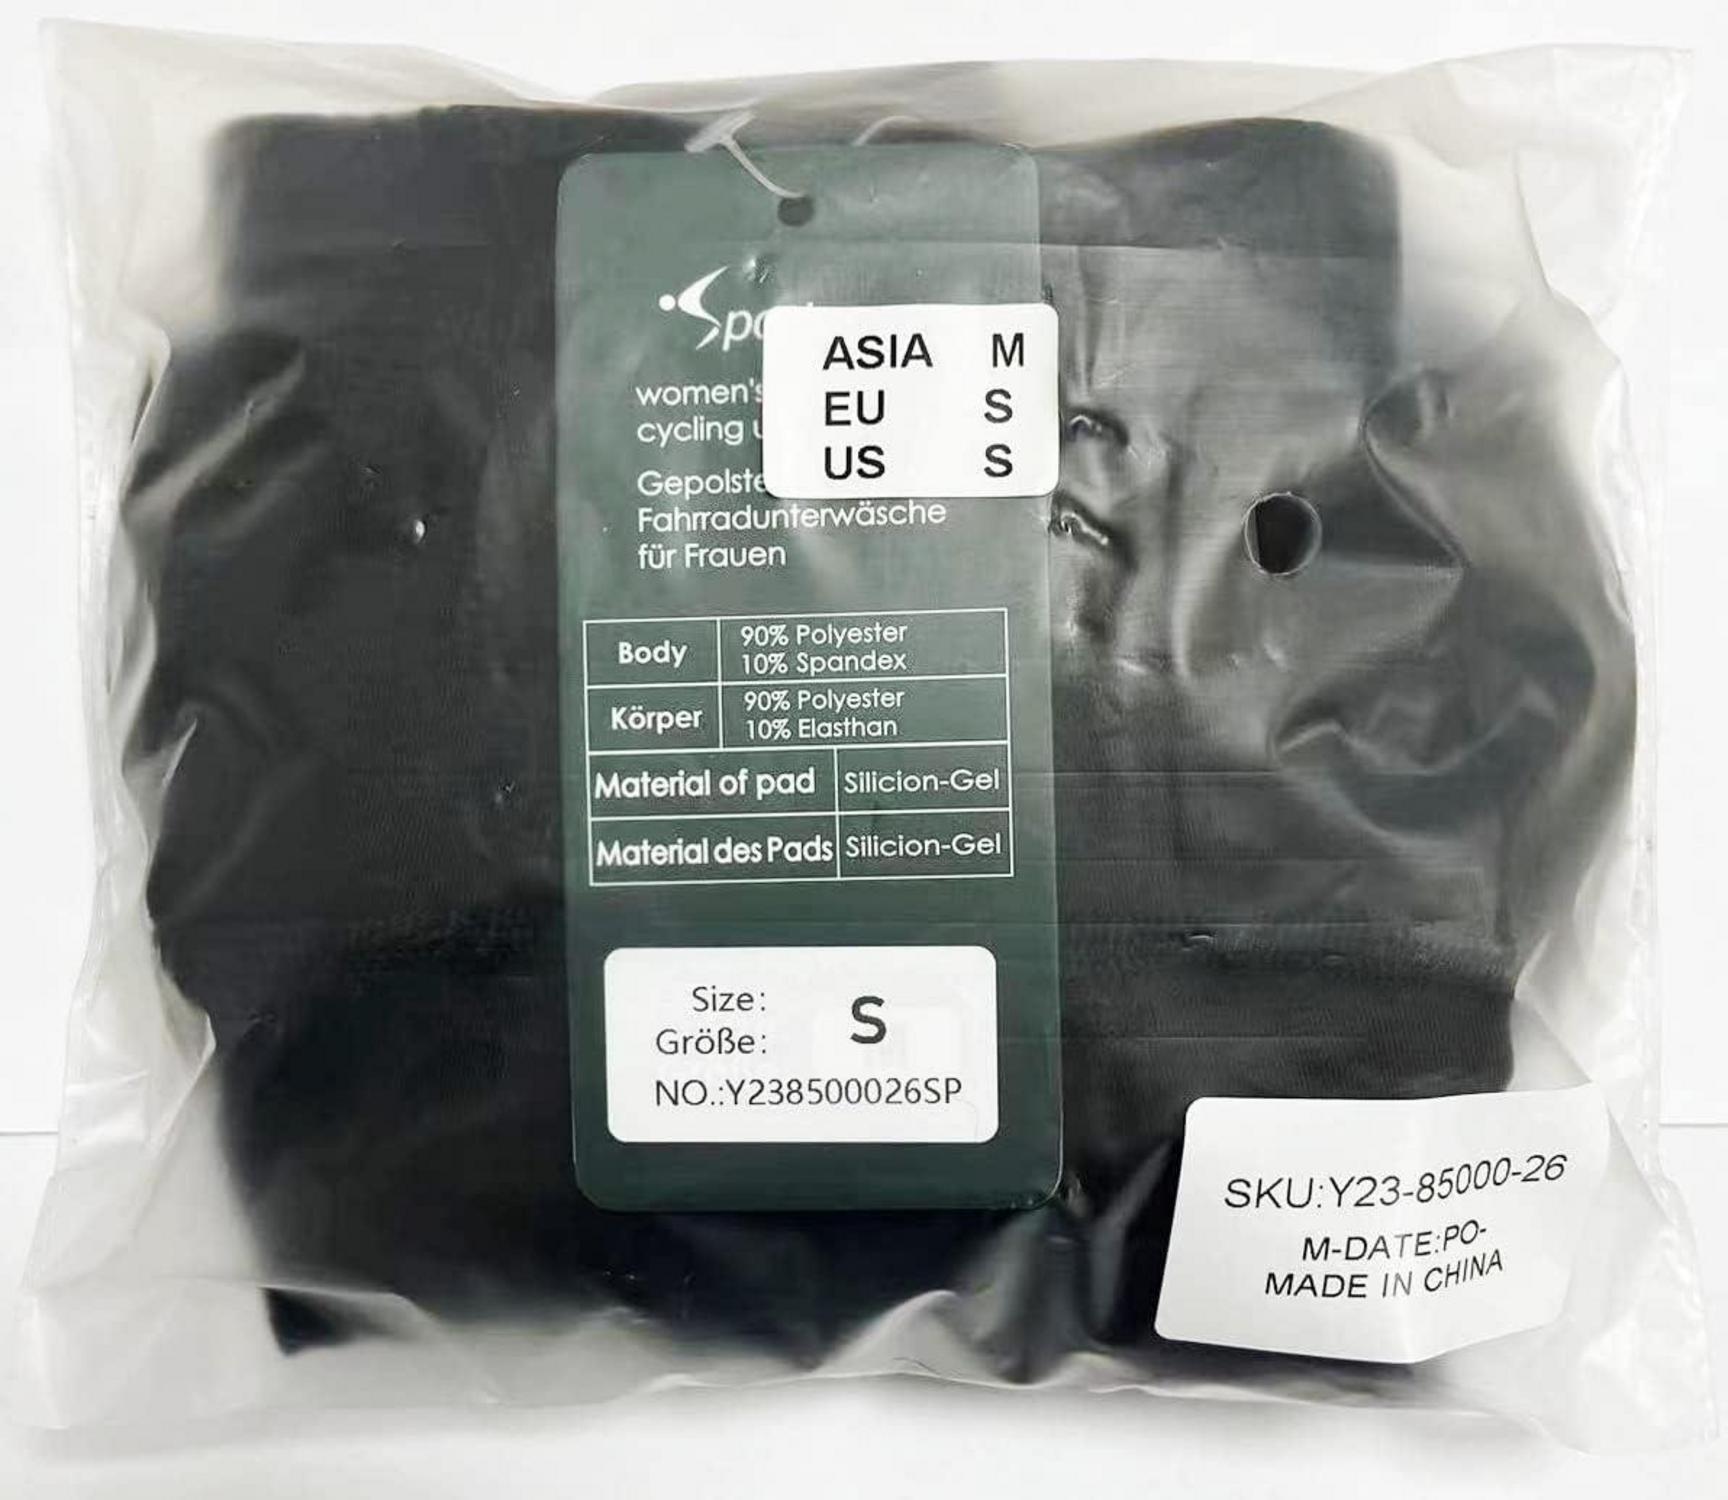 women's
cycling
ASIA M
EU S
US S
Fahrradunterwäsche
für Frauen
Body 90% Polyester
10% Spandex
Körper 90% Polyester
10% Elasthan
Material of pad Silicion-Gel
Material des Pads Silicion-Gel
Size: S
Größe:
NO.:Y238500026SP
SKU:Y23-85000-26
M-DATE:PO-
MADE IN CHINA